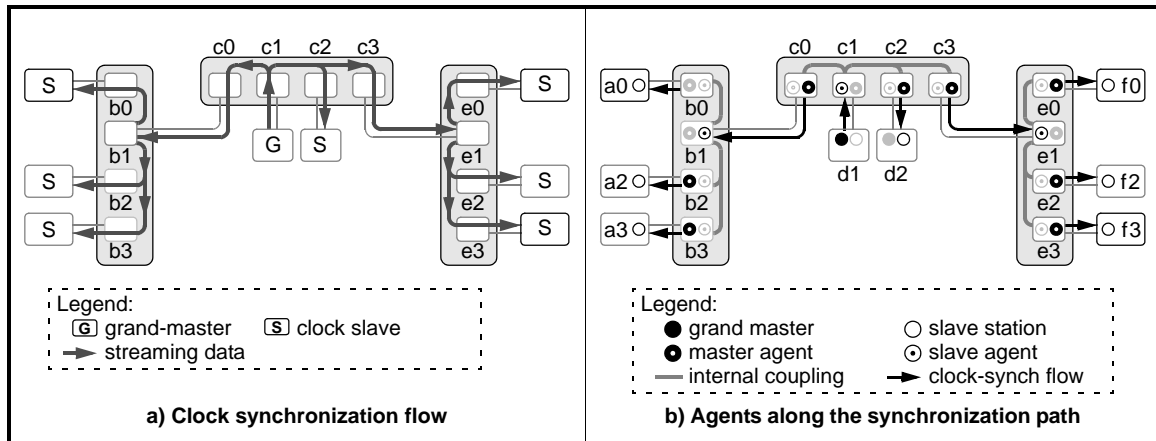 c0 c1 c2 c3
S
b0
b1
S
b2
S
b3
G
S
e0
S
e1
e2
S
e3
S
Legend:
G grand-master S clock slave
streaming data
a) Clock synchronization flow
c0 c1 c2 c3
a0
b0
b1
a2
b2
a3
b3
d1
d2
e0
f0
e1
e2
f2
e3
f3
Legend:
grand master slave station
master agent slave agent
internal coupling clock-synch flow
b) Agents along the synchronization path